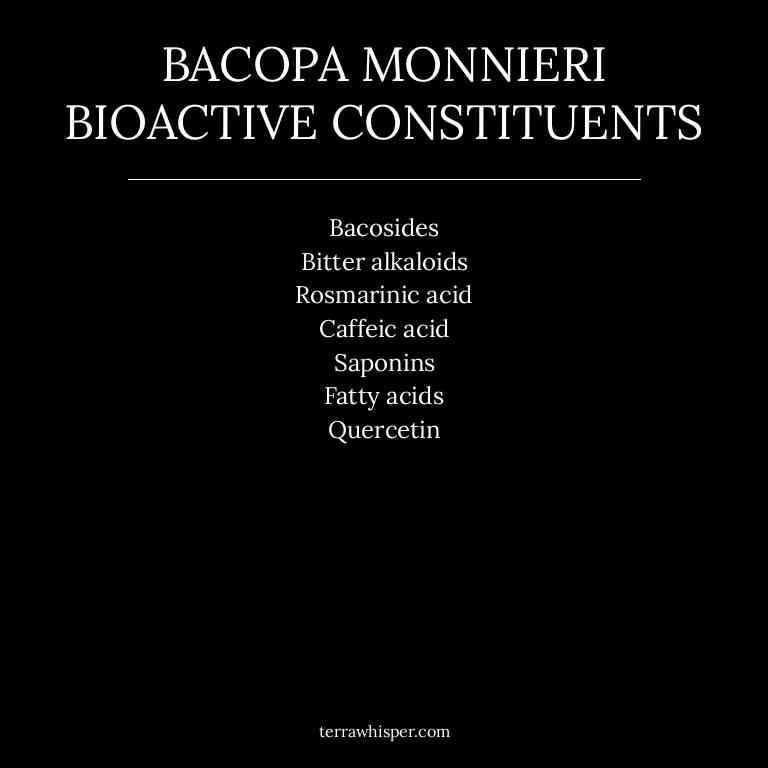 BACOPA MONNIERI
BIOACTIVE CONSTITUENTS
Bacosides
Bitter alkaloids
Rosmarinic acid
Caffeic acid
Saponins
Fatty acids
Quercetin
terrawhisper.com